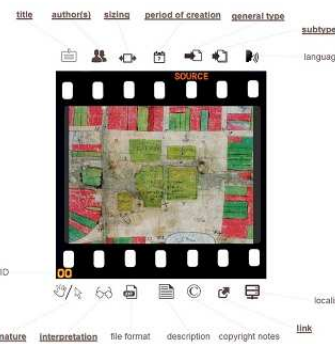 title author(s) sizing period of creation general type
subtype
languag
SOURCE
ID
00
locali
nature interpretation file format description copyright notes link